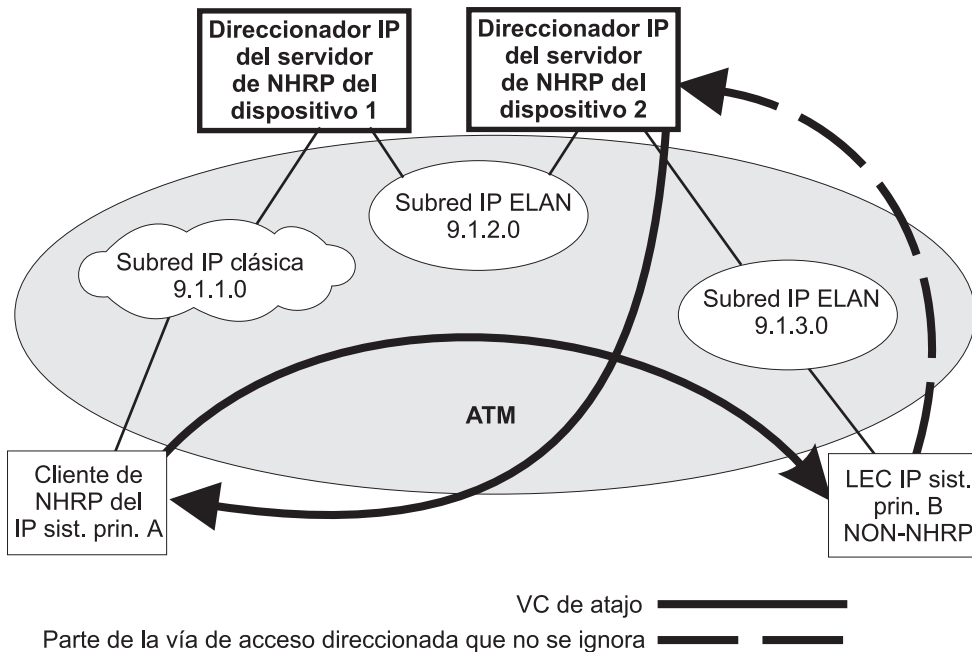 Direccionador IP
del servidor
de NHRP del
dispositivo 1
Direccionador IP
del servidor
de NHRP del
dispositivo 2
Subred IP ELAN
9.1.2.0
Subred IP clásica
9.1.1.0
Subred IP ELAN
9.1.3.0
ATM
Cliente de
NHRP del
IP sist. prin. A
LEC IP sist.
prin. B
NON-NHRP
VC de atajo
Parte de la vía de acceso direccionada que no se ignora